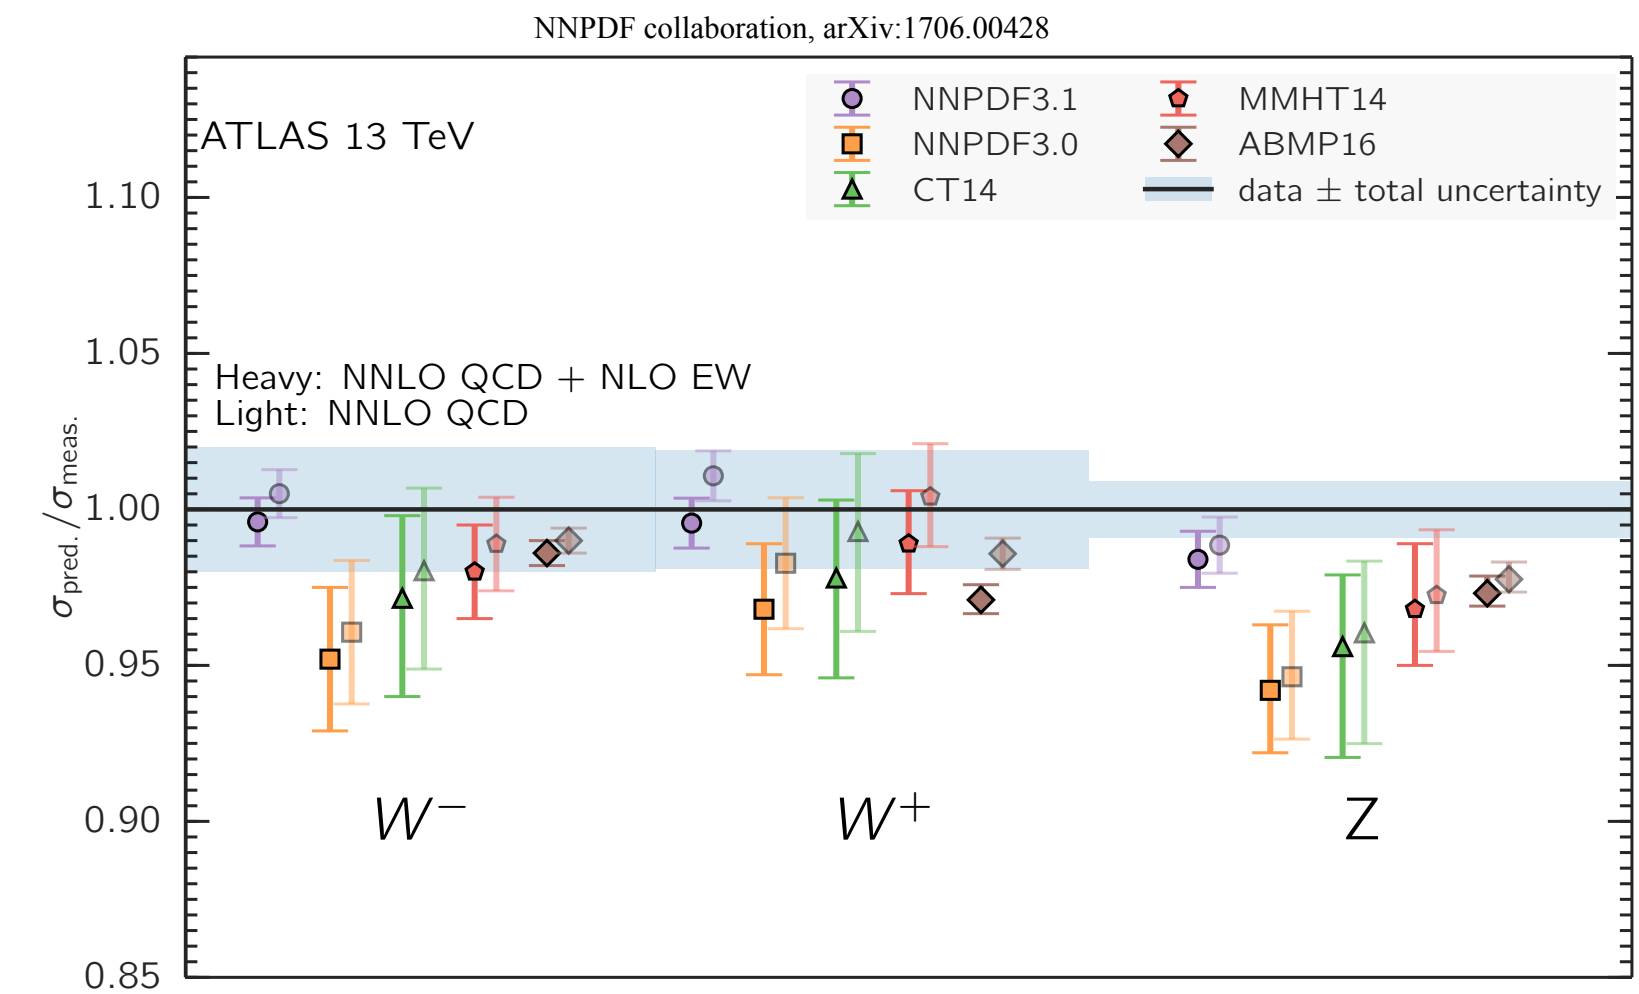 NNPDF collaboration, arXiv:1706.00428
ATLAS 13 TeV
NNPDF3.1
NNPDF3.0
CT14
MMHT14
ABMP16
data ± total uncertainty
Heavy: NNLO QCD + NLO EW
Light: NNLO QCD
σpred./σmeas.
1.10
1.05
1.00
0.95
0.90
0.85
W−
W+
Z